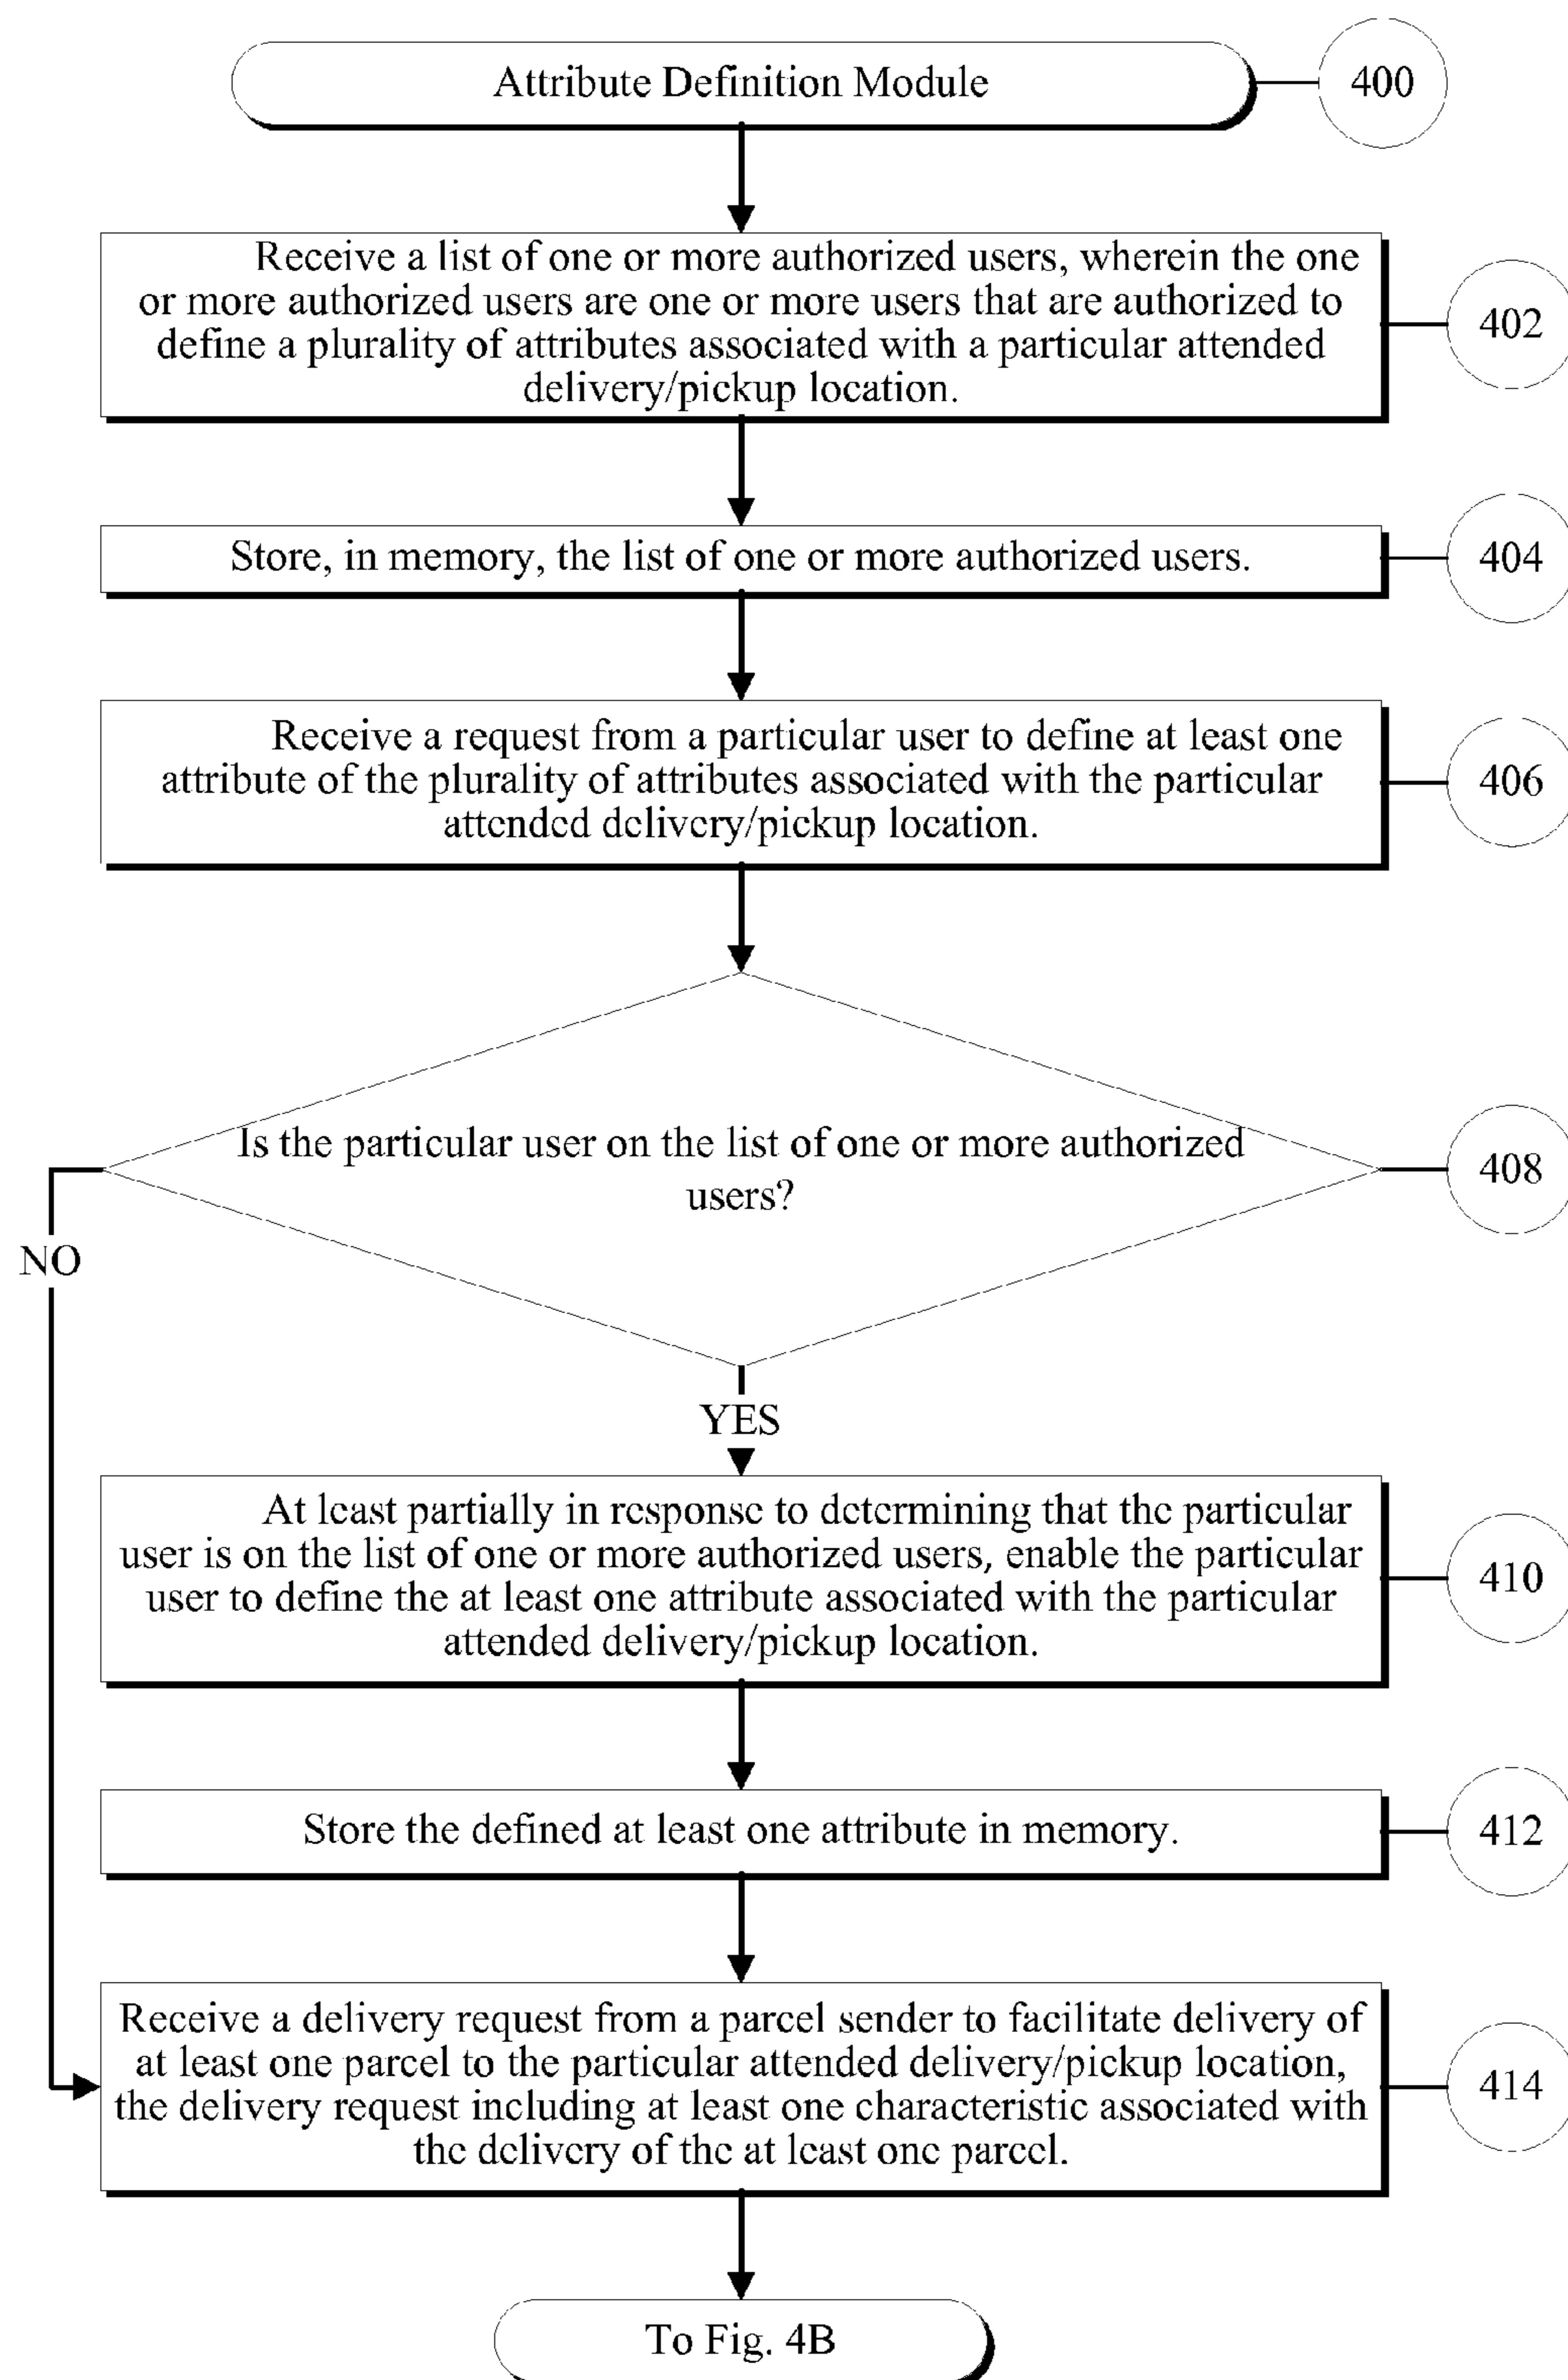 Attribute Definition Module
400
Receive a list of one or more authorized users, wherein the one
or more authorized users are one or more users that are authorized to
define a plurality of attributes associated with a particular attended
delivery/pickup location.
402
Store, in memory, the list of one or more authorized users.
404
Receive a request from a particular user to define at least one
attribute of the plurality of attributes associated with the particular
attended delivery/pickup location.
406
Is the particular user on the list of one or more authorized
users?
408
NO
YES
At least partially in response to determining that the particular
user is on the list of one or more authorized users, enable the particular
user to define the at least one attribute associated with the particular
attended delivery/pickup location.
410
Store the defined at least one attribute in memory.
412
Receive a delivery request from a parcel sender to facilitate delivery of
at least one parcel to the particular attended delivery/pickup location,
the delivery request including at least one characteristic associated with
the delivery of the at least one parcel.
414
To Fig. 4B